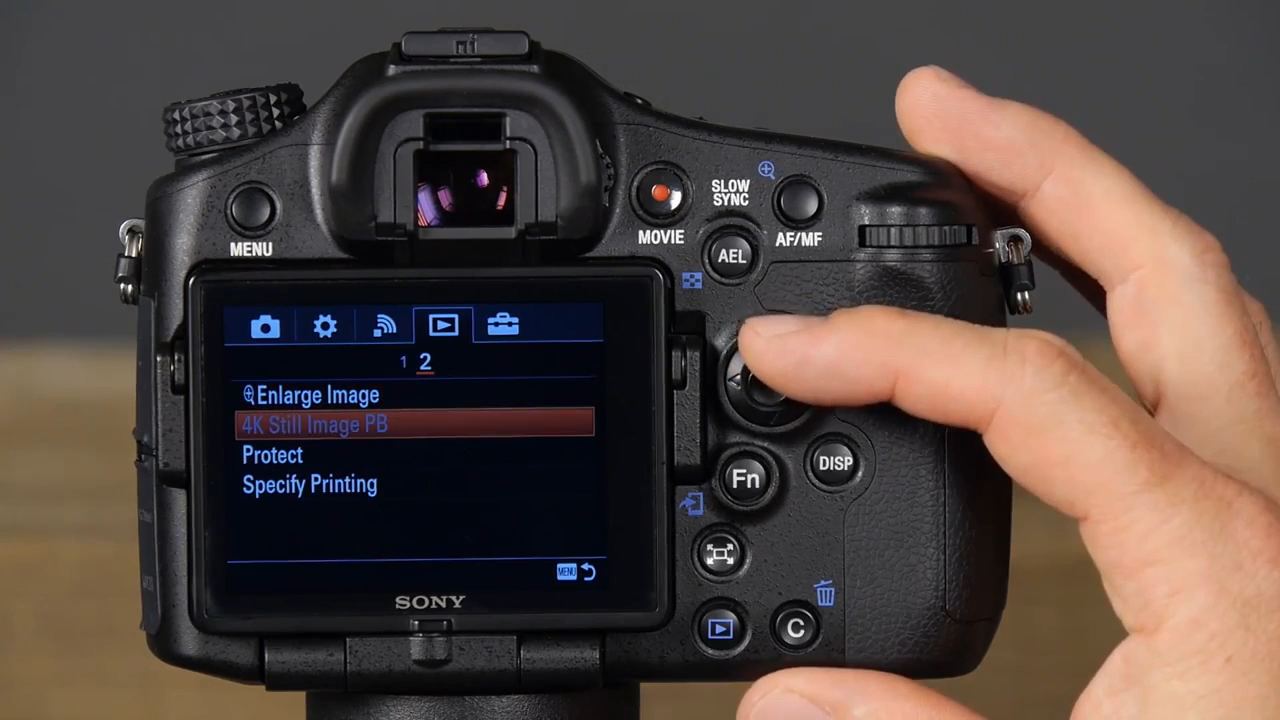 MENU
MOVIE
SLOW
SYNC
AEL
AF/MF
1 2
Enlarge Image
4K Still Image PB
Protect
Specify Printing
MENU
SONY
Fn
DISP
C